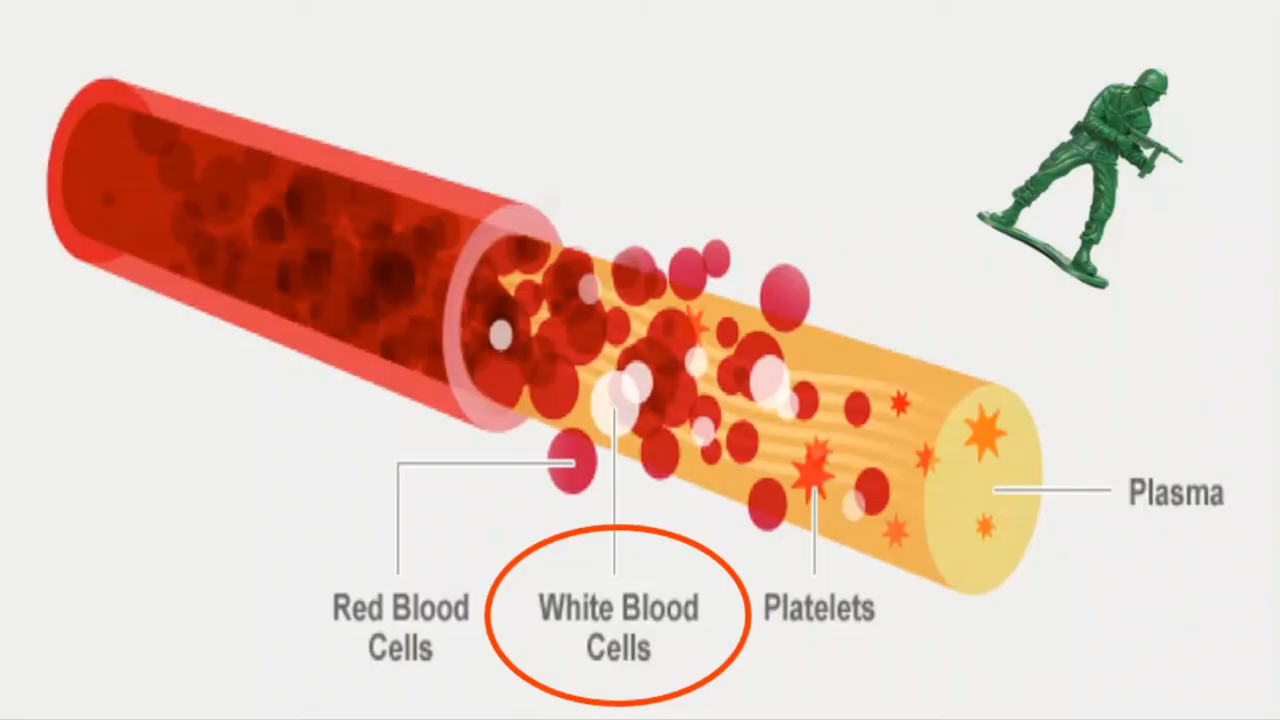 Plasma
Red Blood
Cells
White Blood
Cells
Platelets